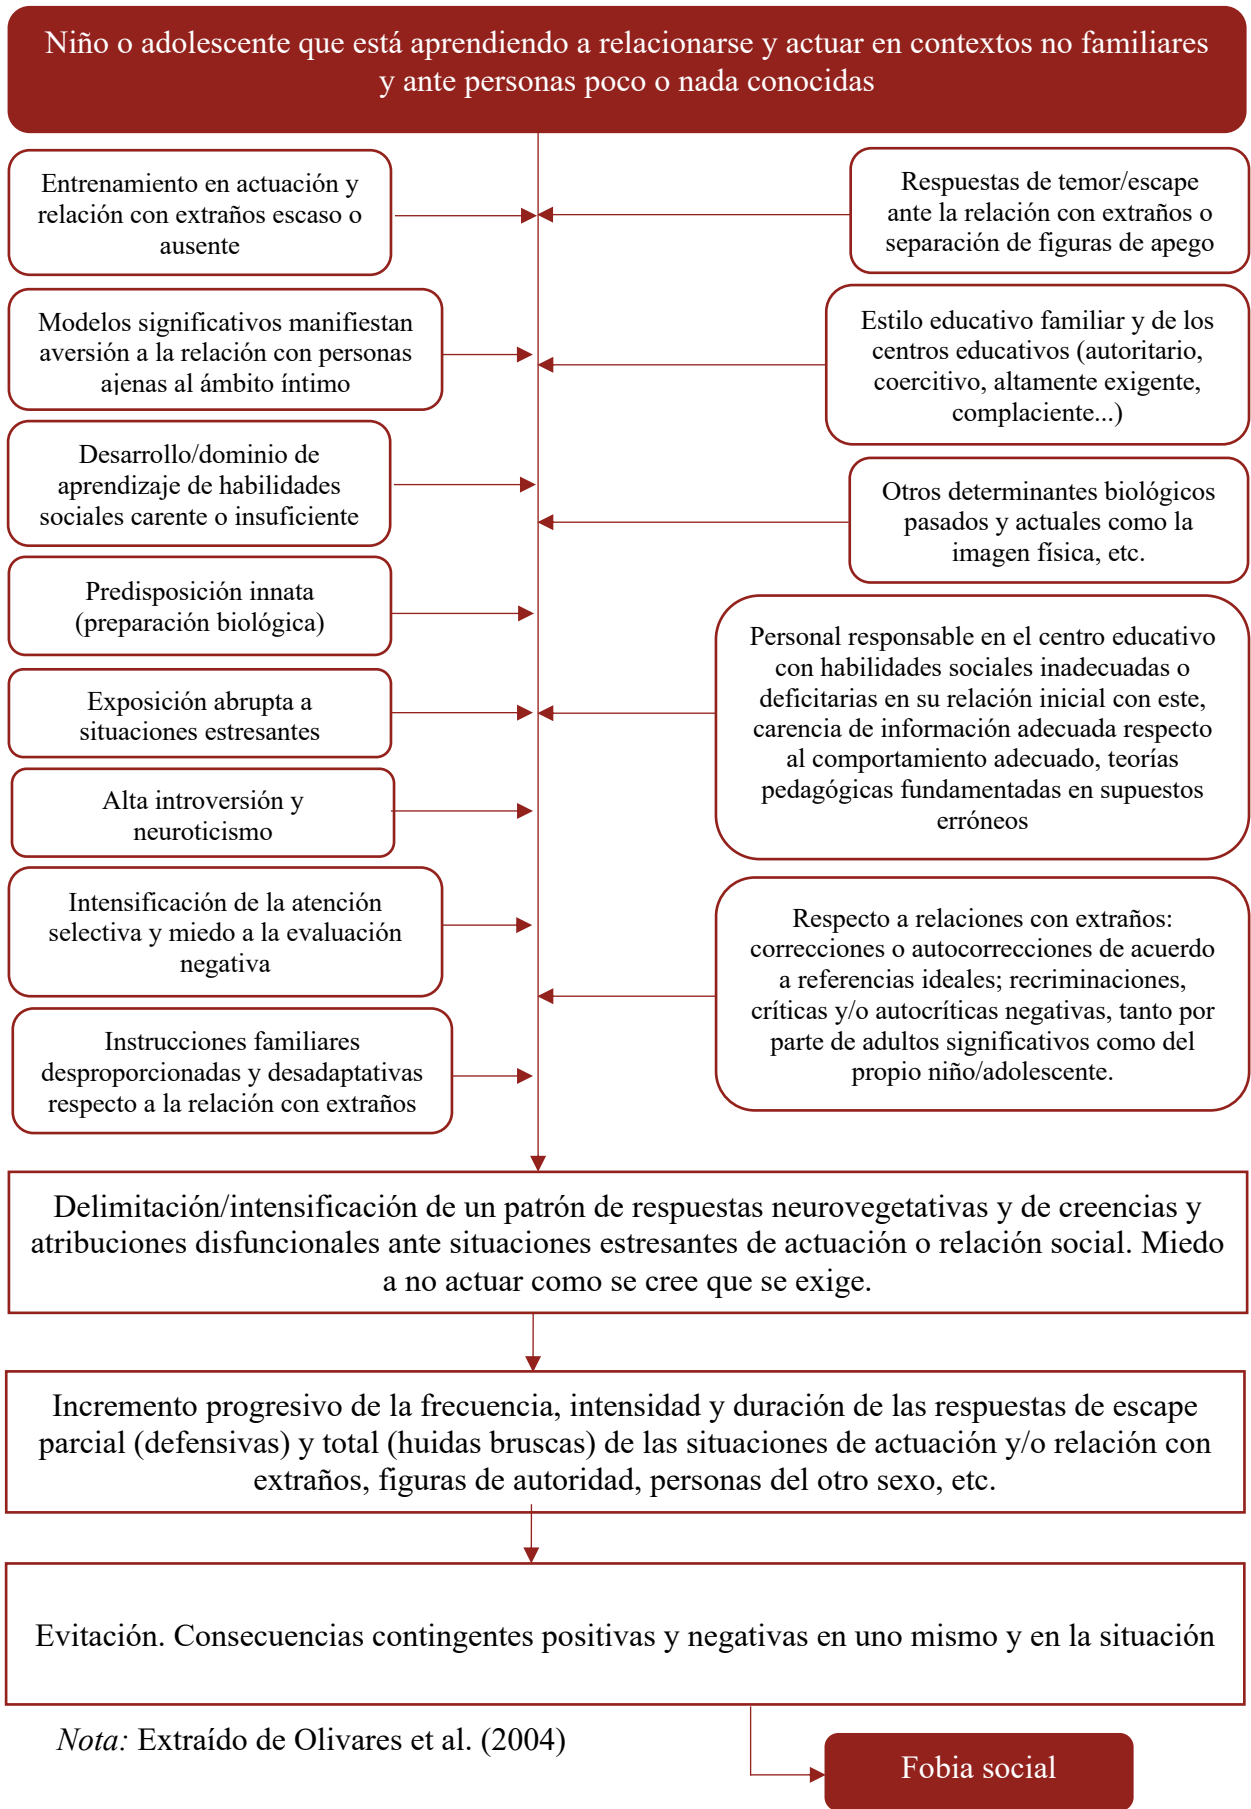 Niño o adolescente que está aprendiendo a relacionarse y actuar en contextos no familiares
y ante personas poco o nada conocidas
Entrenamiento en actuación y
relación con extraños escaso o
ausente
Respuestas de temor/escape
ante la relación con extraños o
separación de figuras de apego
Modelos significativos manifiestan
aversión a la relación con personas
ajenas al ámbito íntimo
Estilo educativo familiar y de los
centros educativos (autoritario,
coercitivo, altamente exigente,
complaciente...)
Desarrollo/dominio de
aprendizaje de habilidades
sociales carente o insuficiente
Otros determinantes biológicos
pasados y actuales como la
imagen física, etc.
Predisposición innata
(preparación biológica)
Personal responsable en el centro educativo
con habilidades sociales inadecuadas o
deficitarias en su relación inicial con este,
carencia de información adecuada respecto
al comportamiento adecuado, teorías
pedagógicas fundamentadas en supuestos
erróneos
Exposición abrupta a
situaciones estresantes
Alta introversión y
neuroticismo
Intensificación de la atención
selectiva y miedo a la evaluación
negativa
Respecto a relaciones con extraños:
correcciones o autocorrecciones de acuerdo
a referencias ideales; recriminaciones,
críticas y/o autocríticas negativas, tanto por
parte de adultos significativos como del
propio niño/adolescente.
Instrucciones familiares
desproporcionadas y desadaptativas
respecto a la relación con extraños
Delimitación/intensificación de un patrón de respuestas neurovegetativas y de creencias y
atribuciones disfuncionales ante situaciones estresantes de actuación o relación social. Miedo
a no actuar como se cree que se exige.
Incremento progresivo de la frecuencia, intensidad y duración de las respuestas de escape
parcial (defensivas) y total (huidas bruscas) de las situaciones de actuación y/o relación con
extraños, figuras de autoridad, personas del otro sexo, etc.
Evitación. Consecuencias contingentes positivas y negativas en uno mismo y en la situación
Nota: Extraído de Olivares et al. (2004)
Fobia social